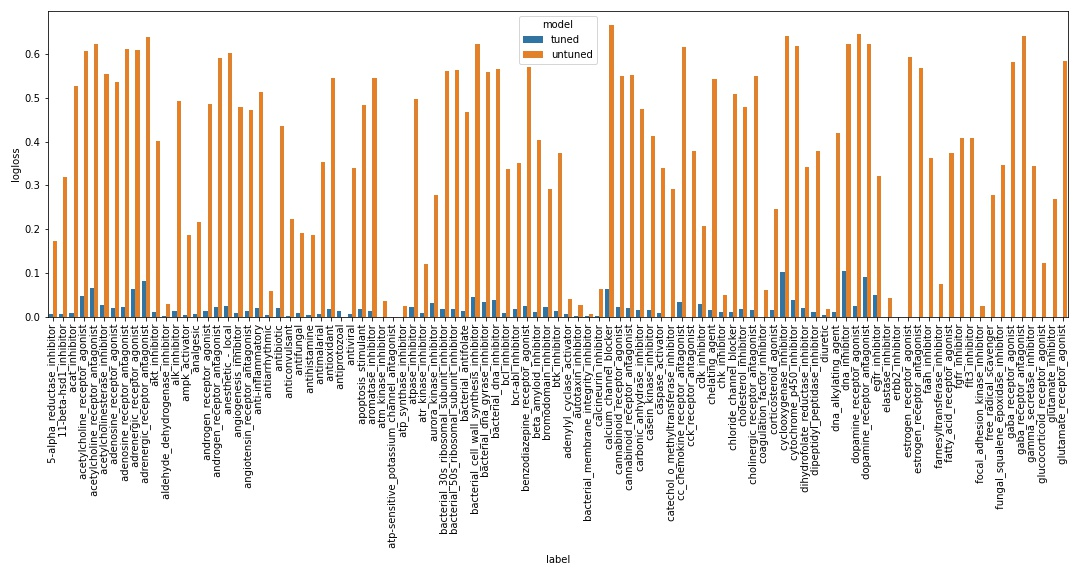 model
tuned
untuned
logloss
0.6
0.5
0.4
0.3
0.2
0.1
0.0
5-alpha_reductase_inhibitor
11-beta-hsd1_inhibitor
acat_inhibitor
acetylcholine_receptor_agonist
acetylcholine_receptor_antagonist
acetylcholinesterase_inhibitor
adenosine_receptor_agonist
adenosine_receptor_antagonist
adrenergic_receptor_agonist
adrenergic_receptor_antagonist
akt_inhibitor
aldehyde_dehydrogenase_inhibitor
alk_inhibitor
ampk_activator
analgesic
androgen_receptor_agonist
androgen_receptor_antagonist
anesthetic_-_local
angiogenesis_inhibitor
angiotensin_receptor_antagonist
anti-inflammatory
antiarrhythmic
antibiotic
anticonvulsant
antifungal
antihistamine
antimalarial
antioxidant
antiprotozoal
antiviral
apoptosis_stimulant
aromatase_inhibitor
atm_kinase_inhibitor
atp-sensitive_potassium_channel_antagonist
atp_synthase_inhibitor
atpase_inhibitor
atr_kinase_inhibitor
aurora_kinase_inhibitor
bacterial_30s_ribosomal_subunit_inhibitor
bacterial_50s_ribosomal_subunit_inhibitor
bacterial_antifolate
bacterial_cell_wall_synthesis_inhibitor
bacterial_dna_gyrase_inhibitor
bacterial_dna_inhibitor
bcl_inhibitor
bcr-abl_inhibitor
benzodiazepine_receptor_agonist
beta_amyloid_inhibitor
bromodomain_inhibitor
btk_inhibitor
adenylyl_cyclase_activator
autotaxin_inhibitor
bacterial_membrane_integrity_inhibitor
calcineurin_inhibitor
calcium_channel_blocker
cannabinoid_receptor_agonist
cannabinoid_receptor_antagonist
carbonic_anhydrase_inhibitor
casein_kinase_inhibitor
caspase_activator
catechol_o_methyltransferase_inhibitor
cc_chemokine_receptor_antagonist
cck_receptor_antagonist
cdk_inhibitor
chelating_agent
chk_inhibitor
chloride_channel_blocker
cholesterol_inhibitor
cholinergic_receptor_antagonist
coagulation_factor_inhibitor
corticosteroid_agonist
cyclooxygenase_inhibitor
cytochrome_p450_inhibitor
dihydrofolate_reductase_inhibitor
dipeptidyl_peptidase_inhibitor
diuretic
dna_alkylating_agent
dna_inhibitor
dopamine_receptor_agonist
dopamine_receptor_antagonist
egfr_inhibitor
elastase_inhibitor
erbb2_inhibitor
estrogen_receptor_agonist
estrogen_receptor_antagonist
faah_inhibitor
farnesyltransferase_inhibitor
fatty_acid_receptor_agonist
fgfr_inhibitor
flt3_inhibitor
focal_adhesion_kinase_inhibitor
free_radical_scavenger
fungal_squalene_epoxidase_inhibitor
gaba_receptor_agonist
gaba_receptor_antagonist
gamma_secretase_inhibitor
glucocorticoid_receptor_agonist
glutamate_inhibitor
glutamate_receptor_agonist
label